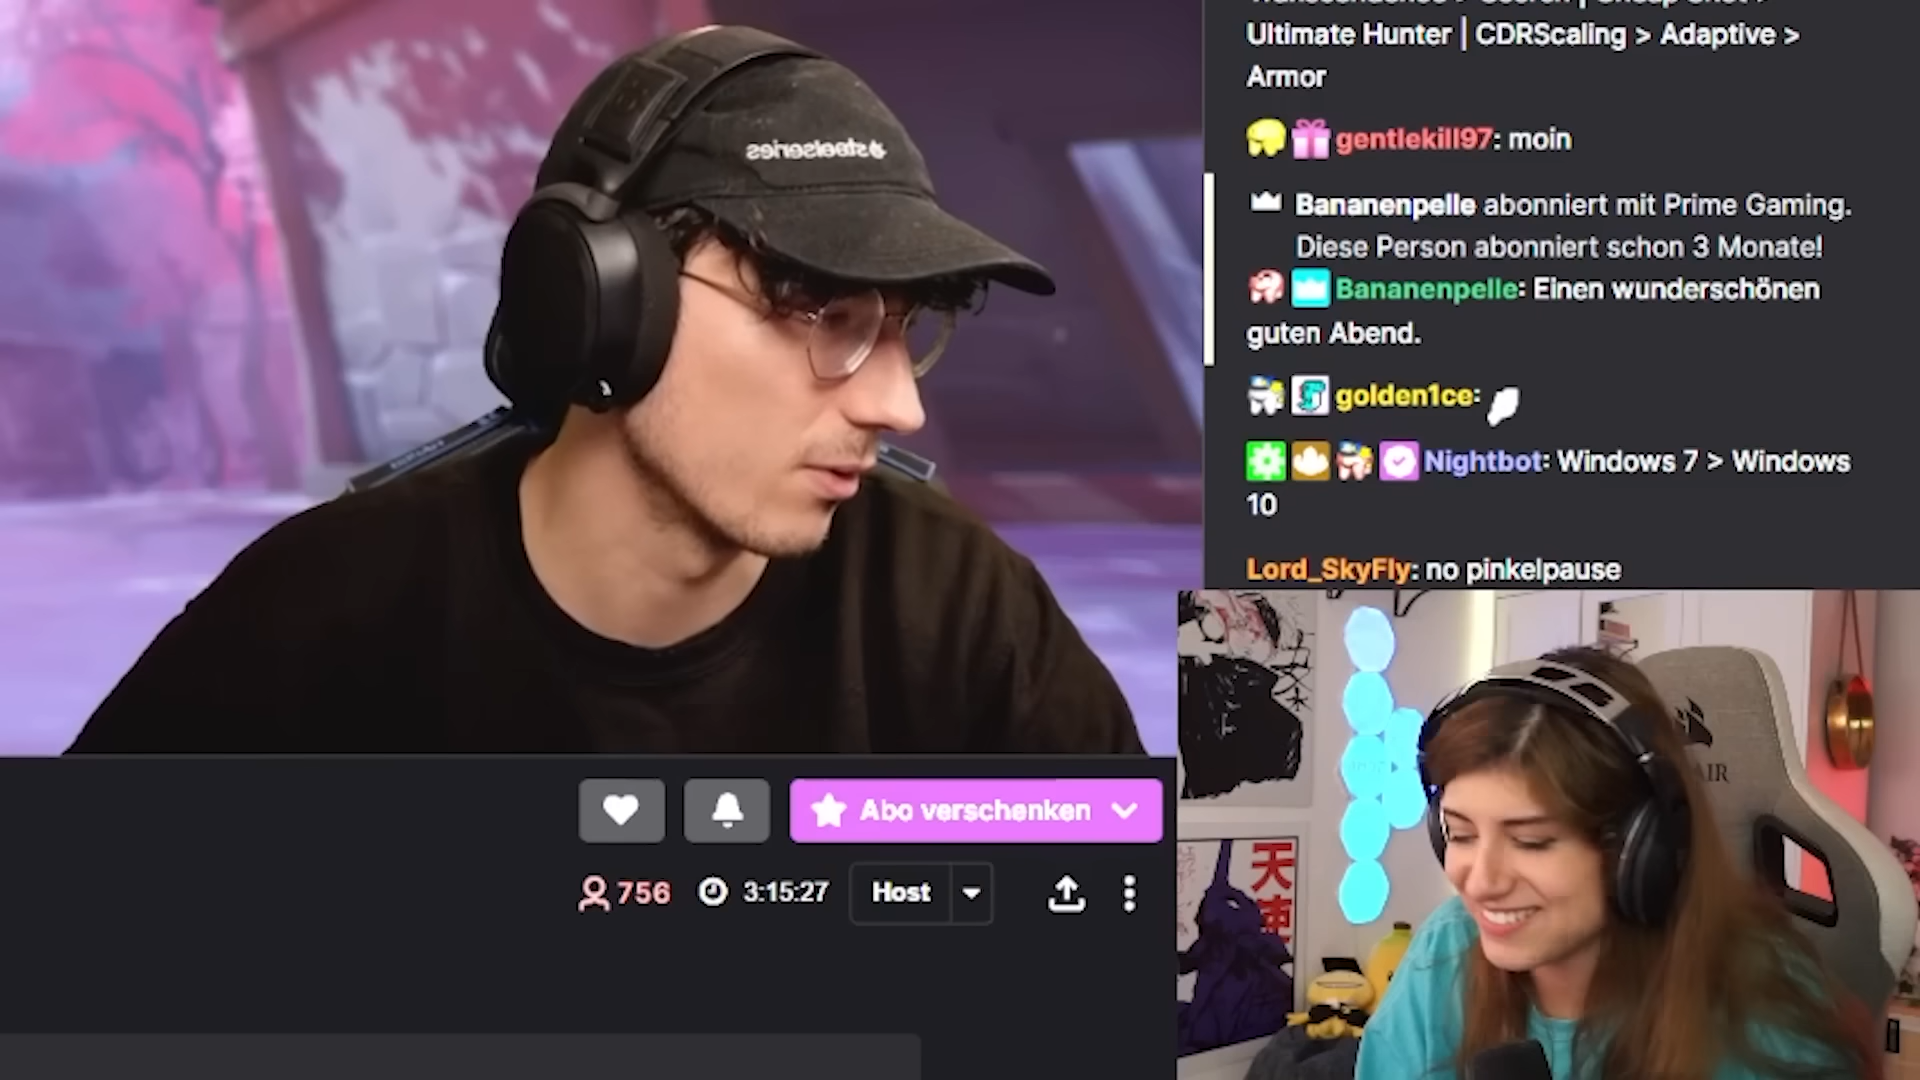 Ultimate Hunter | CDRScaling > Adaptive >
Armor
gentlekill97: moin
Bananenpelle abonniert mit Prime Gaming.
Diese Person abonniert schon 3 Monate!
Bananenpelle: Einen wunderschönen
guten Abend.
golden1ce:
Nightbot: Windows 7 > Windows
10
Lord_SkyFly: no pinkelpause
steelseries
Abo verschenken
756 3:15:27 Host
天
使